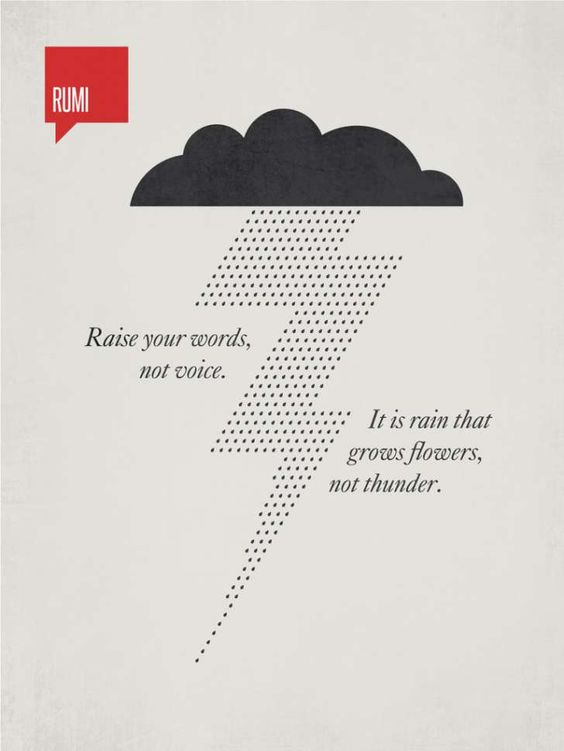 RUMI
Raise your words,
not voice.
It is rain that
grows flowers,
not thunder.